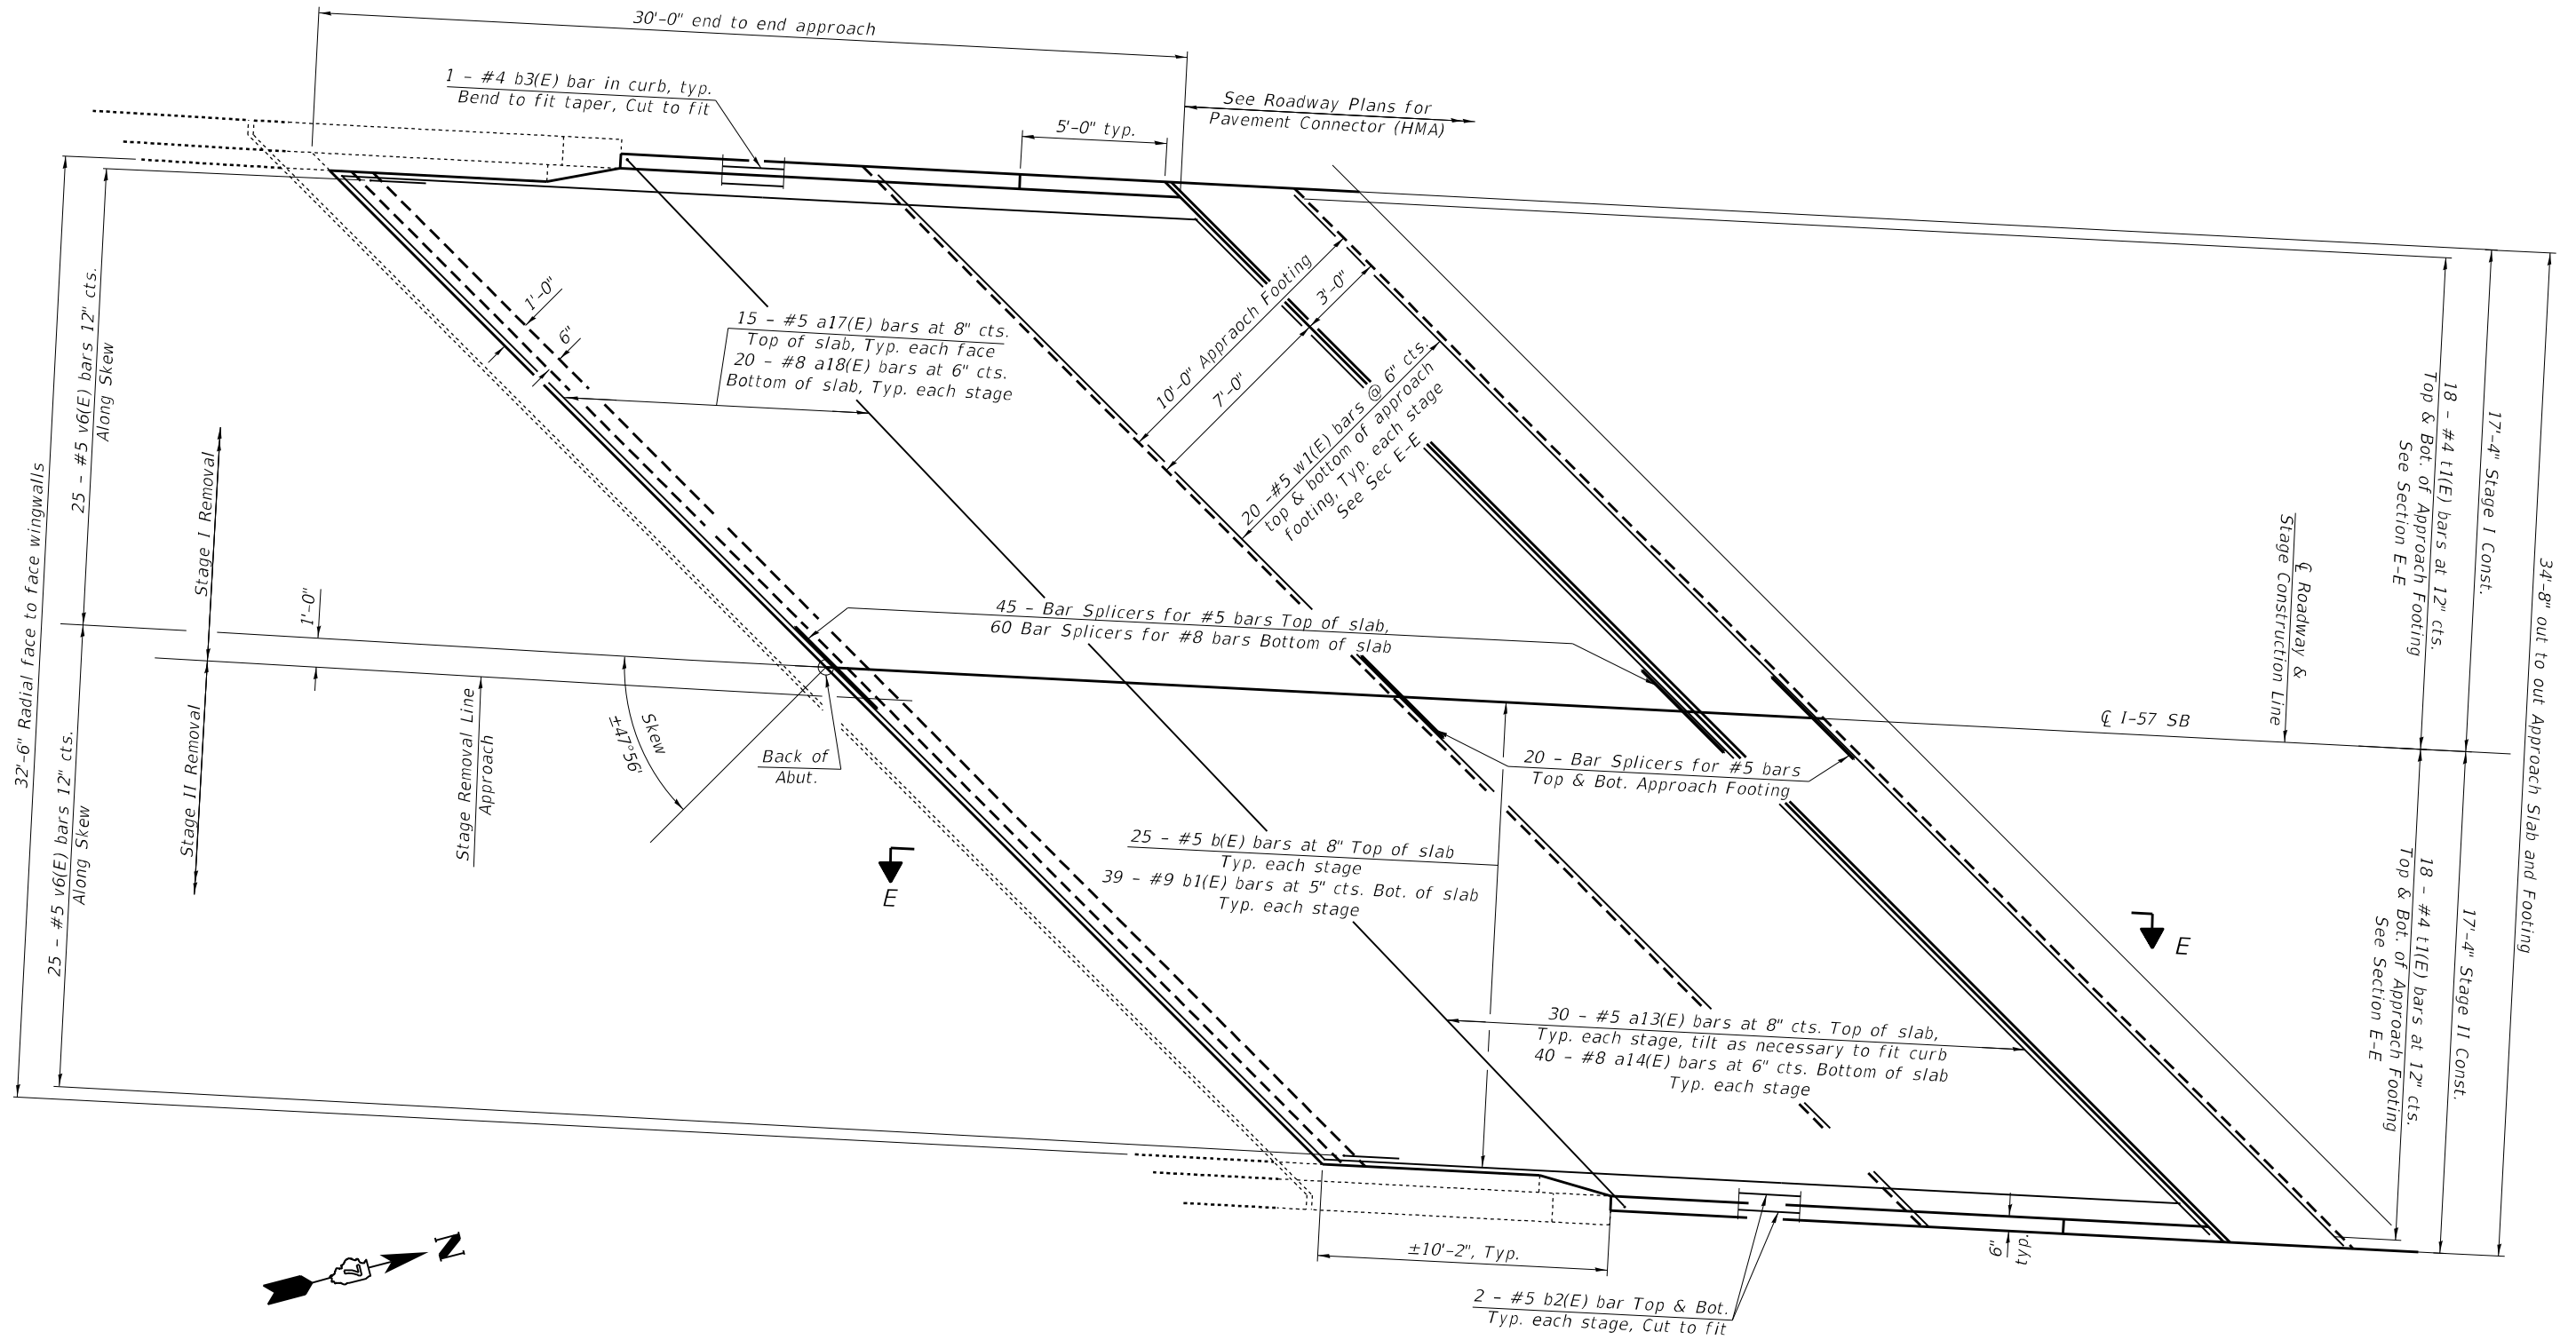 30'-0" end to end approach
1 - #4 b3(E) bar in curb, typ.
Bend to fit taper, Cut to fit
See Roadway Plans for
Pavement Connector (HMA)
5'-0" typ.
32'-6" Radial face to face wingwalls
25 - #5 v6(E) bars 12" cts.
Along Skew
25 - #5 v6(E) bars 12" cts.
Along Skew
Stage I Removal
Stage II Removal
1'-0"
Stage Removal Line
Approach
1'-0"
6"
15 - #5 a17(E) bars at 8" cts.
Top of slab, Typ. each face
20 - #8 a18(E) bars at 6" cts.
Bottom of slab, Typ. each stage
10'-0" Appraoch Footing
3'-0"
7'-0"
20 -#5 w1(E) bars @ 6" cts.
top & bottom of approach
footing, Typ. each stage
See Sec E-E
45 - Bar Splicers for #5 bars Top of slab,
60 Bar Splicers for #8 bars Bottom of slab
Skew
±47°56'
Back of
Abut.
20 - Bar Splicers for #5 bars
Top & Bot. Approach Footing
25 - #5 b(E) bars at 8" Top of slab
Typ. each stage
39 - #9 b1(E) bars at 5" cts. Bot. of slab
Typ. each stage
E
E
30 - #5 a13(E) bars at 8" cts. Top of slab,
Typ. each stage, tilt as necessary to fit curb
40 - #8 a14(E) bars at 6" cts. Bottom of slab
Typ. each stage
℄ Roadway &
Stage Construction Line
℄ I-57 SB
18 - #4 t1(E) bars at 12" cts.
Top & Bot. of Approach Footing
See Section E-E
17'-4" Stage I Const.
34'-8" out to out Approach Slab and Footing
18 - #4 t1(E) bars at 12" cts.
Top & Bot. of Approach Footing
See Section E-E
17'-4" Stage II Const.
±10'-2", Typ.
9"
typ.
2 - #5 b2(E) bar Top & Bot.
Typ. each stage, Cut to fit
N